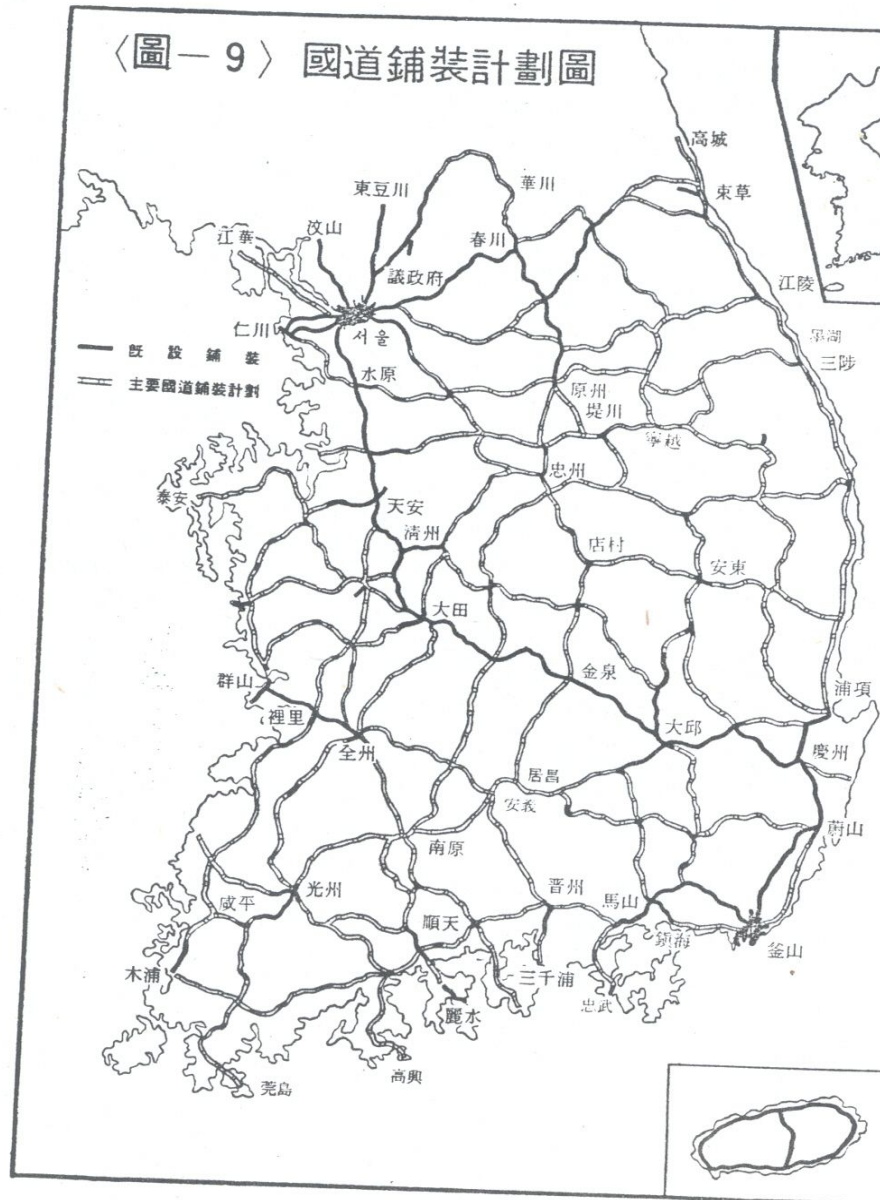 〈圖－9〉 國道鋪裝計劃圖
高城
束草
華川
東豆川
汶山
江華
春川
議政府
江陵
서울
仁川
墨湖
三陟
旣 設 鋪 裝
主要國道鋪裝計劃
水原
原州
堤川
寧越
忠州
泰安
天安
淸州
店村
安東
大田
金泉
群山
裡里
浦項
大邱
全州
慶州
居昌
安義
蔚山
南原
光州
咸平
晋州
馬山
順天
鎭海
釜山
木浦
三千浦
忠武
麗水
高興
莞島